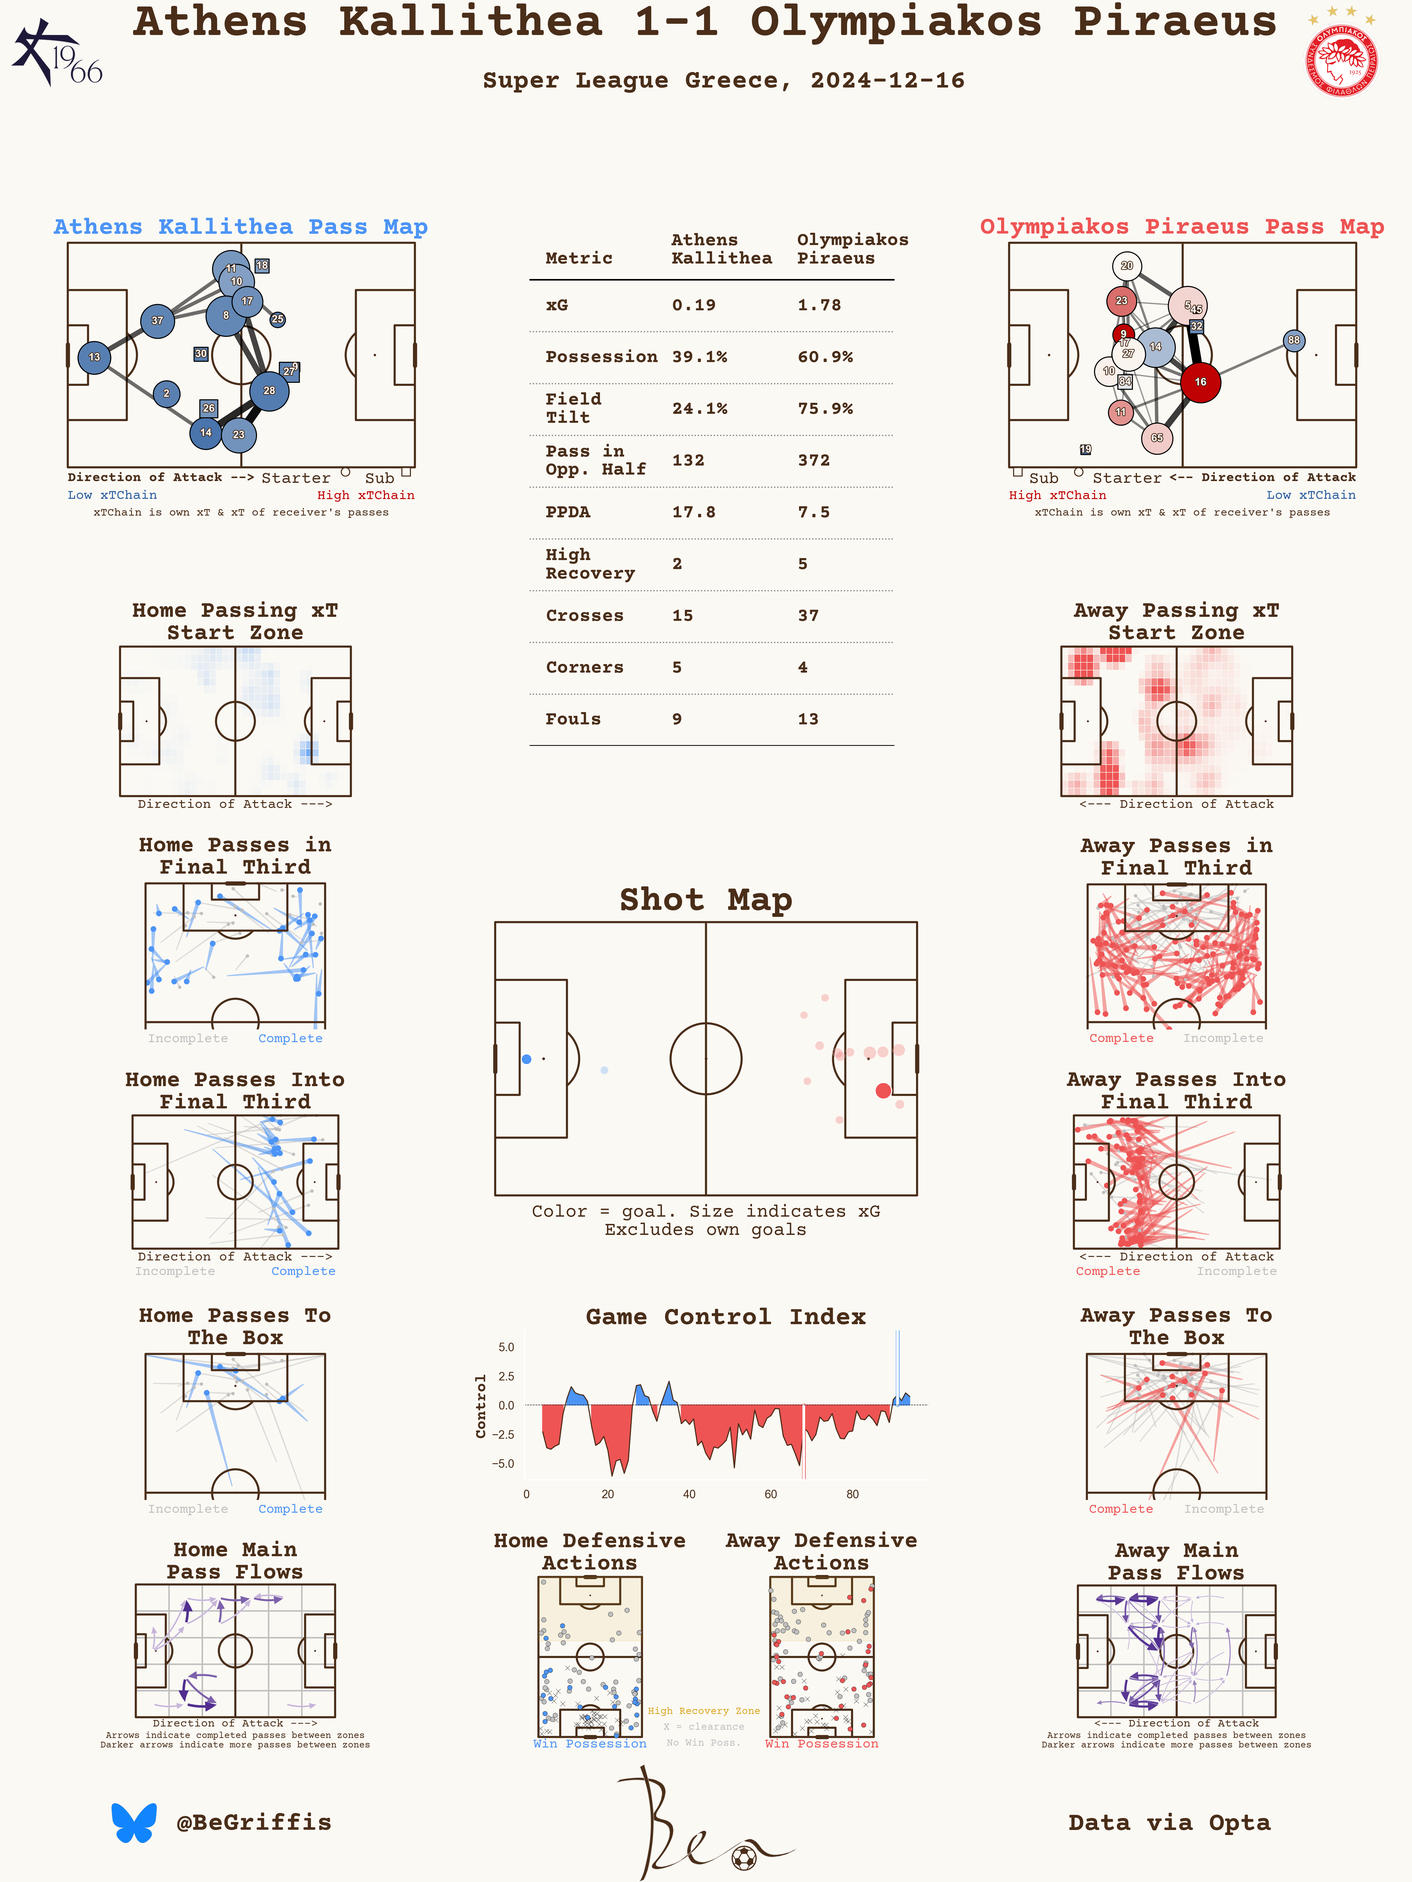 Athens Kallithea 1-1 Olympiakos Piraeus
Super League Greece, 2024-12-16
1966
ΟΛΥΜΠΙΑΚΟΣ
1925
Athens Kallithea Pass Map
11
18
10
17
8
25
37
13
30
27
28
2
26
14
23
Direction of Attack --> Starter Sub
Low xTChain High xTChain
xTChain is own xT & xT of receiver's passes
Metric Athens Kallithea Olympiakos Piraeus
xG 0.19 1.78
Possession 39.1% 60.9%
Field Tilt 24.1% 75.9%
Pass in Opp. Half 132 372
PPDA 17.8 7.5
High Recovery 2 5
Crosses 15 37
Corners 5 4
Fouls 9 13
Olympiakos Piraeus Pass Map
20
23
5
45
32
9
17
27
14
88
10
84
16
11
65
19
Sub Starter <-- Direction of Attack
High xTChain Low xTChain
xTChain is own xT & xT of receiver's passes
Home Passing xT
Start Zone
Direction of Attack --->
Away Passing xT
Start Zone
<--- Direction of Attack
Home Passes in
Final Third
Incomplete Complete
Shot Map
Color = goal. Size indicates xG
Excludes own goals
Away Passes in
Final Third
Complete Incomplete
Home Passes Into
Final Third
Direction of Attack --->
Incomplete Complete
Away Passes Into
Final Third
<--- Direction of Attack
Complete Incomplete
Home Passes To
The Box
Incomplete Complete
Game Control Index
Control
5.0
2.5
0.0
−2.5
−5.0
0 20 40 60 80
Away Passes To
The Box
Complete Incomplete
Home Main
Pass Flows
Direction of Attack --->
Arrows indicate completed passes between zones
Darker arrows indicate more passes between zones
Home Defensive
Actions
Win Possession
High Recovery Zone
X = clearance
No Win Poss.
Away Defensive
Actions
Win Possession
Away Main
Pass Flows
<--- Direction of Attack
Arrows indicate completed passes between zones
Darker arrows indicate more passes between zones
@BeGriffis
Ben
Data via Opta